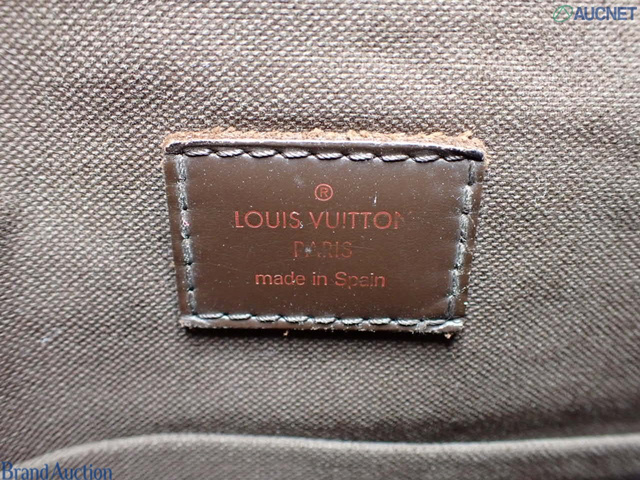 AUCNET
®
LOUIS VUITTON
PARIS
made in Spain
Brand Auction